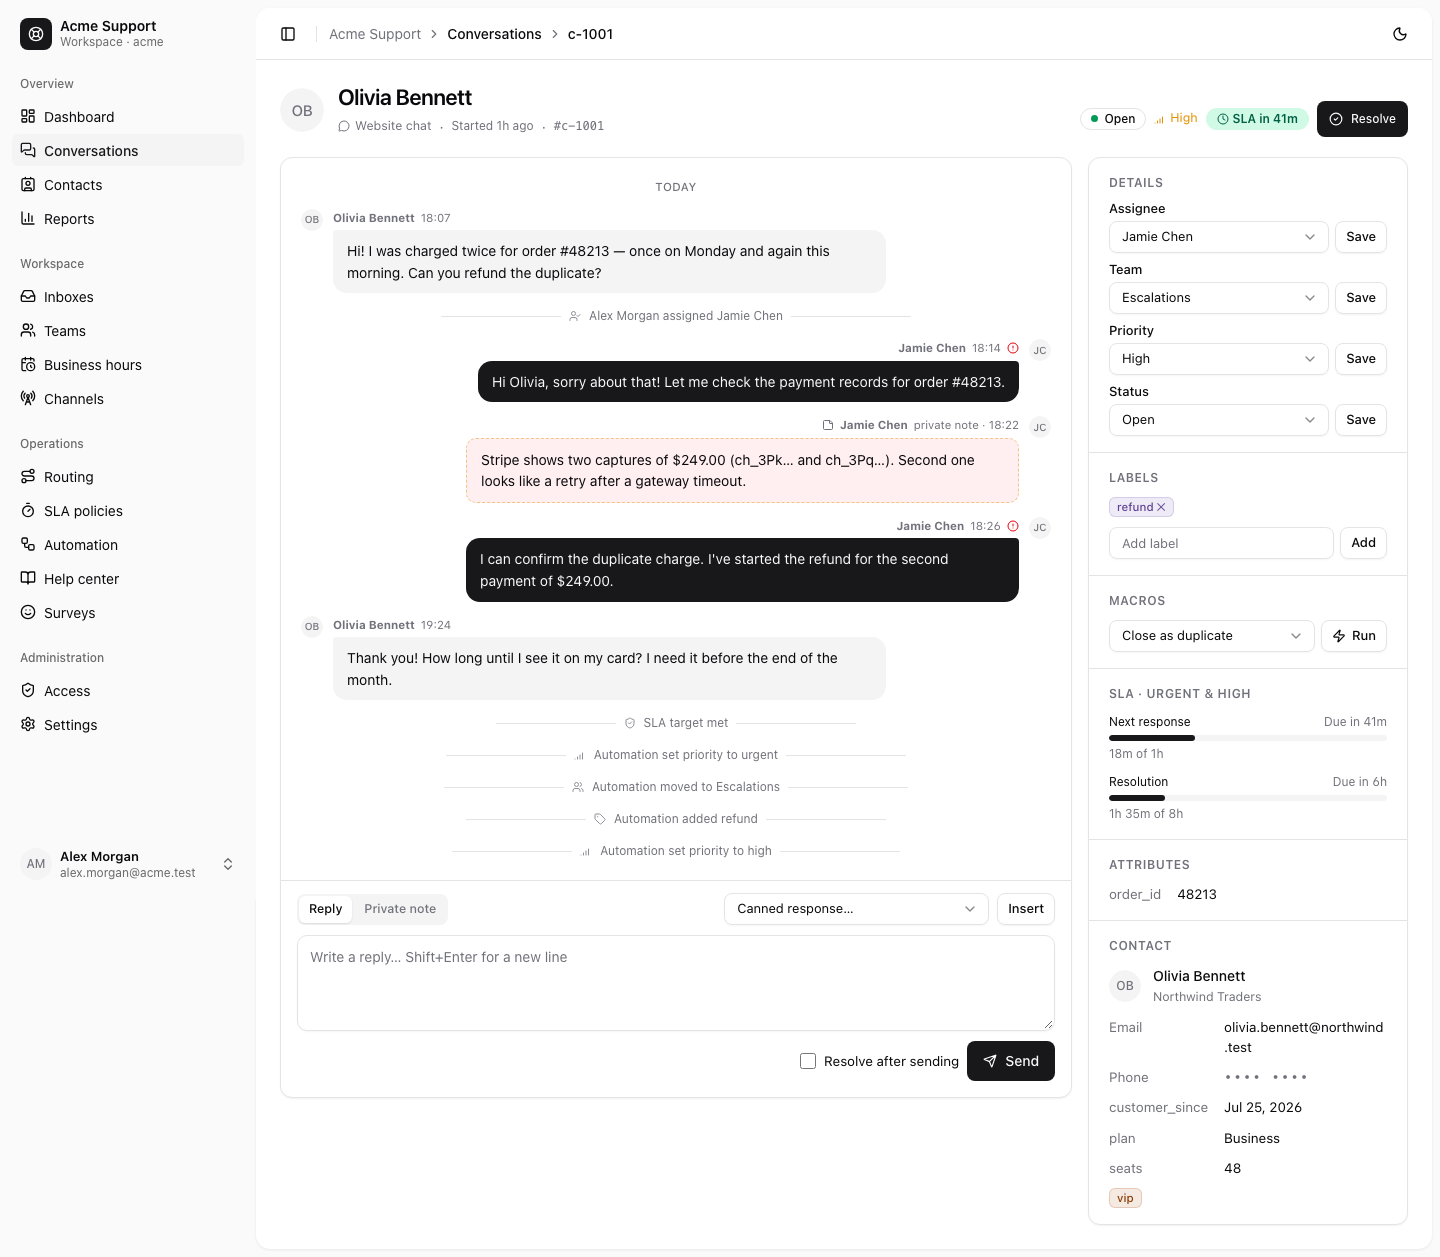 Acme Support
Workspace · acme
Overview
Dashboard
Conversations
Contacts
Reports
Workspace
Inboxes
Teams
Business hours
Channels
Operations
Routing
SLA policies
Automation
Help center
Surveys
Administration
Access
Settings
AM
Alex Morgan
alex.morgan@acme.test
Acme Support > Conversations > c-1001
OB
Olivia Bennett
Website chat · Started 1h ago · #c-1001
Open
High
SLA in 41m
Resolve
TODAY
OB
Olivia Bennett 18:07
Hi! I was charged twice for order #48213 — once on Monday and again this
morning. Can you refund the duplicate?
Alex Morgan assigned Jamie Chen
Jamie Chen 18:14
JC
Hi Olivia, sorry about that! Let me check the payment records for order #48213.
Jamie Chen private note · 18:22
JC
Stripe shows two captures of $249.00 (ch_3Pk… and ch_3Pq…). Second one
looks like a retry after a gateway timeout.
Jamie Chen 18:26
JC
I can confirm the duplicate charge. I've started the refund for the second
payment of $249.00.
OB
Olivia Bennett 19:24
Thank you! How long until I see it on my card? I need it before the end of the
month.
SLA target met
Automation set priority to urgent
Automation moved to Escalations
Automation added refund
Automation set priority to high
Reply
Private note
Canned response…
Insert
Write a reply… Shift+Enter for a new line
Resolve after sending
Send
DETAILS
Assignee
Jamie Chen
Save
Team
Escalations
Save
Priority
High
Save
Status
Open
Save
LABELS
refund
Add label
Add
MACROS
Close as duplicate
Run
SLA · URGENT & HIGH
Next response
Due in 41m
18m of 1h
Resolution
Due in 6h
1h 35m of 8h
ATTRIBUTES
order_id 48213
CONTACT
OB
Olivia Bennett
Northwind Traders
Email
olivia.bennett@northwind
.test
Phone
•••• ••••
customer_since Jul 25, 2026
plan Business
seats 48
vip